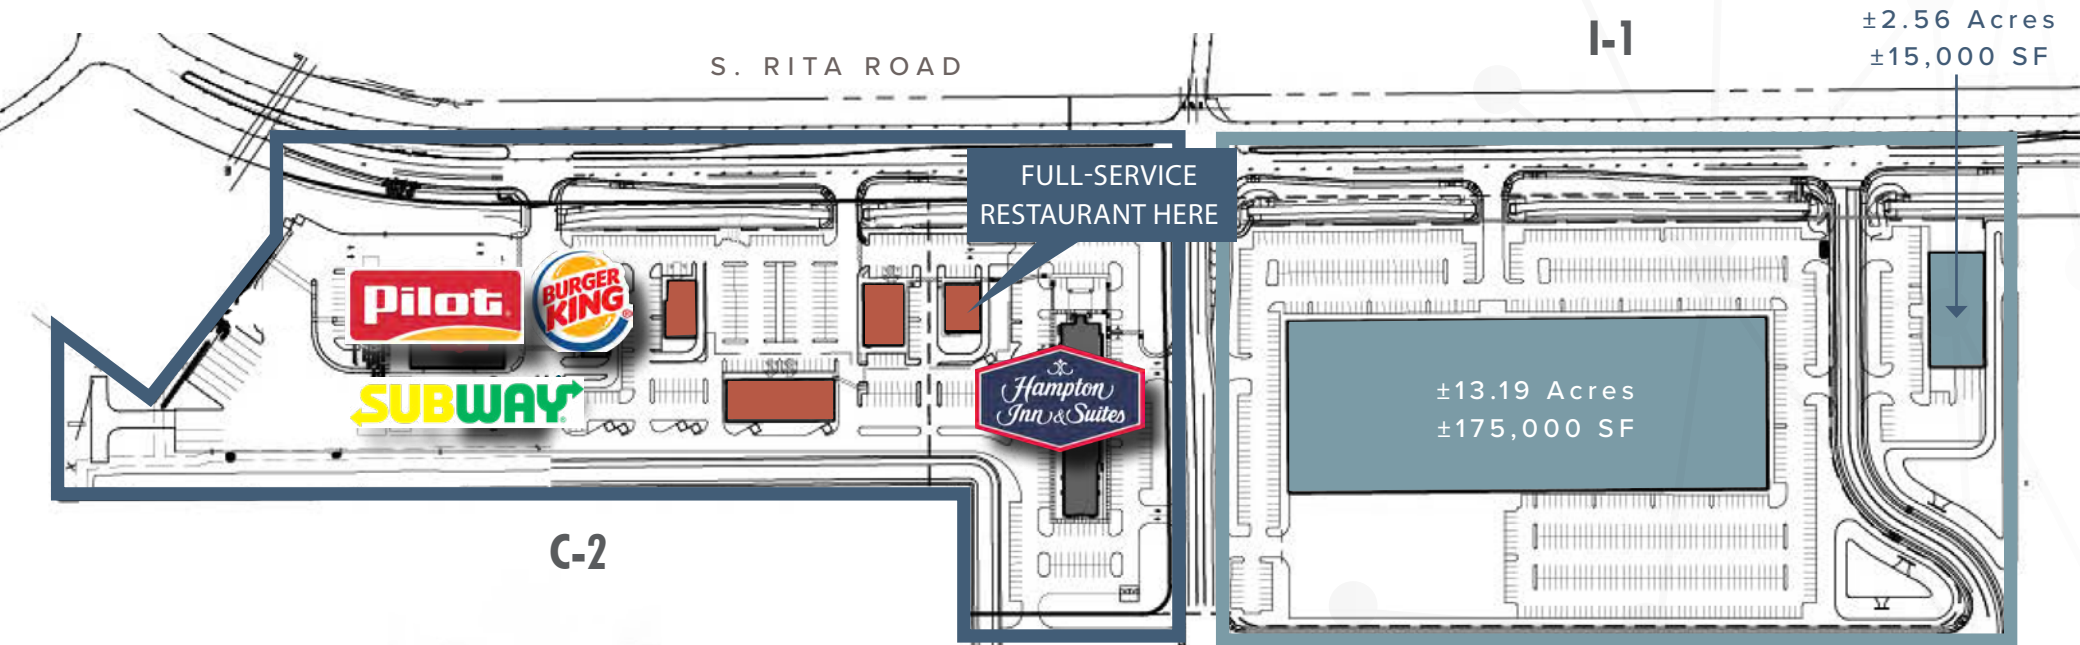 ±2.56 Acres
±15,000 SF
I-1
S. RITA ROAD
FULL-SERVICE
RESTAURANT HERE
PILOT
BURGER
KING
SUBWAY
Hampton
Inn & Suites
±13.19 Acres
±175,000 SF
C-2